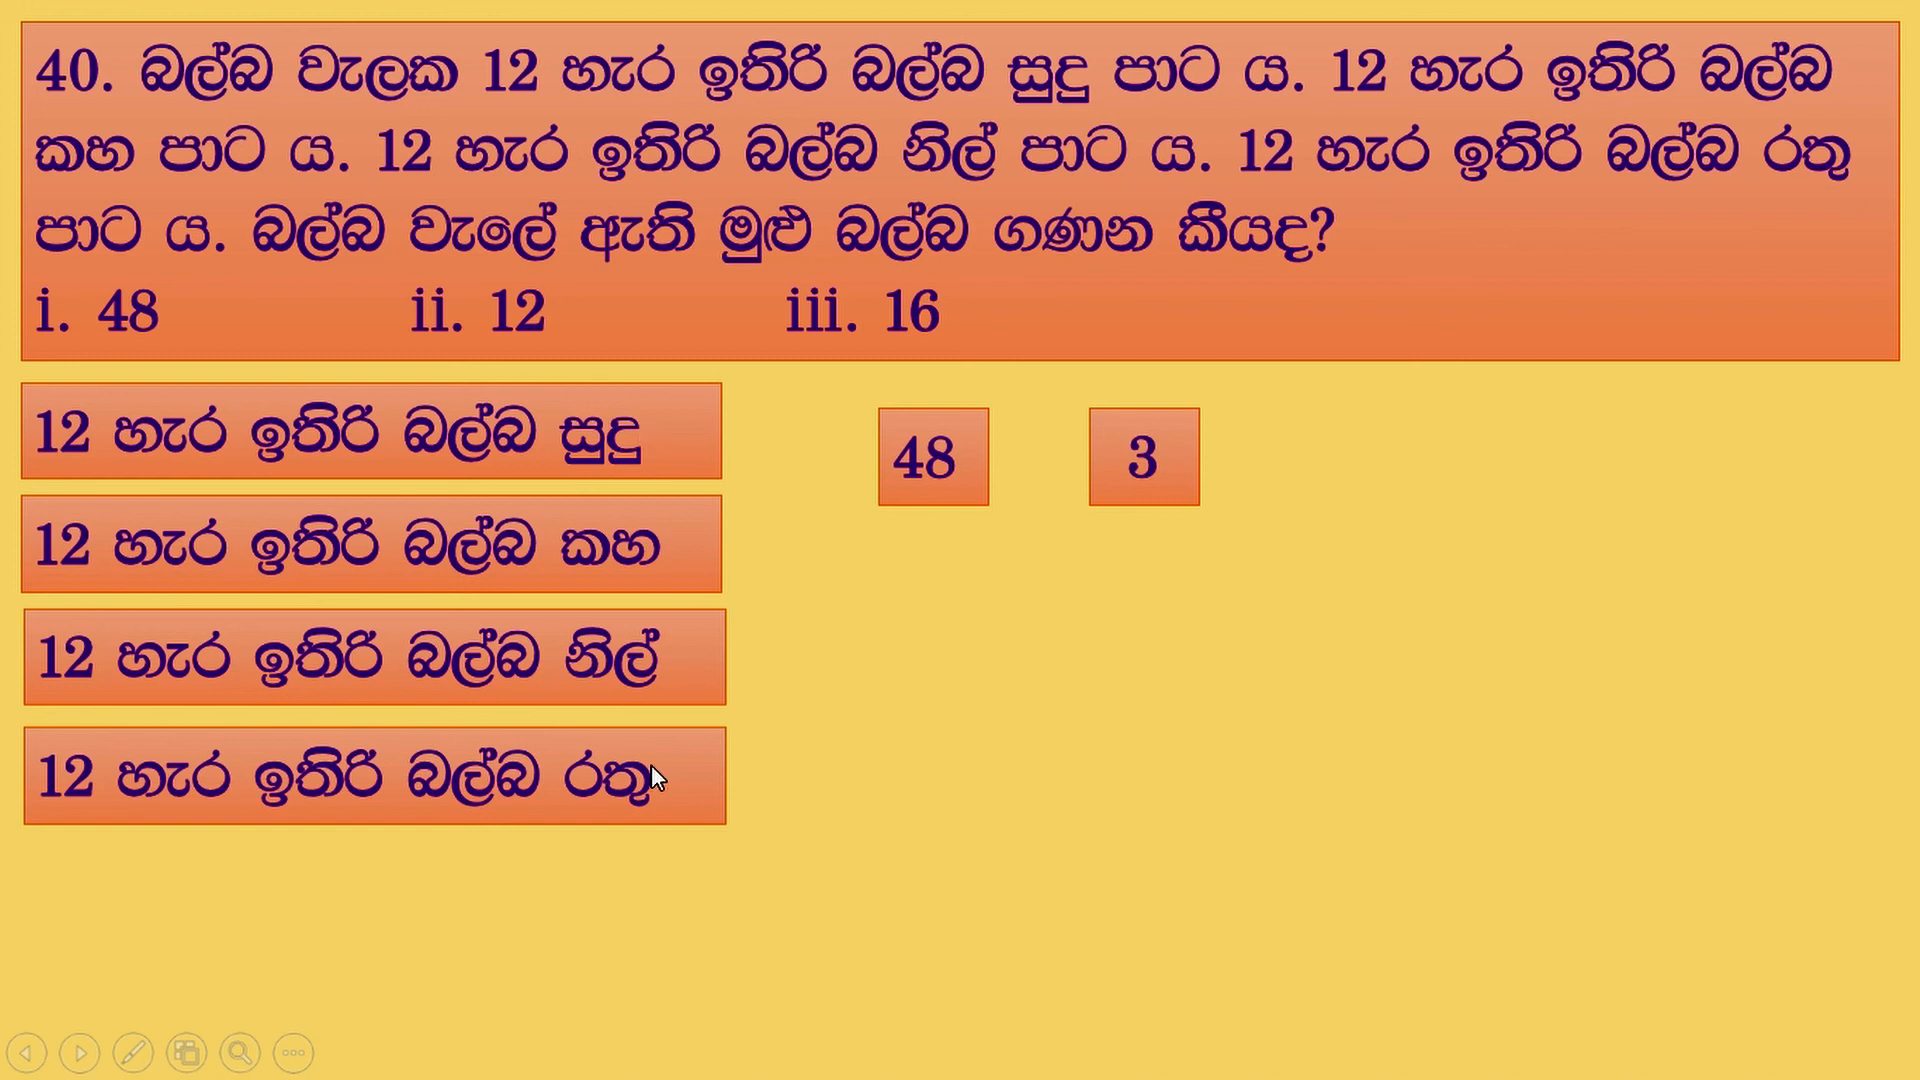 40. බල්බ වැලක 12 හැර ඉතිරි බල්බ සුදු පාට ය. 12 හැර ඉතිරි බල්බ
කහ පාට ය. 12 හැර ඉතිරි බල්බ නිල් පාට ය. 12 හැර ඉතිරි බල්බ රතු
පාට ය. බල්බ වැලේ ඇති මුළු බල්බ ගණන කීයද?
i. 48 ii. 12 iii. 16
12 හැර ඉතිරි බල්බ සුදු
48 3
12 හැර ඉතිරි බල්බ කහ
12 හැර ඉතිරි බල්බ නිල්
12 හැර ඉතිරි බල්බ රතු